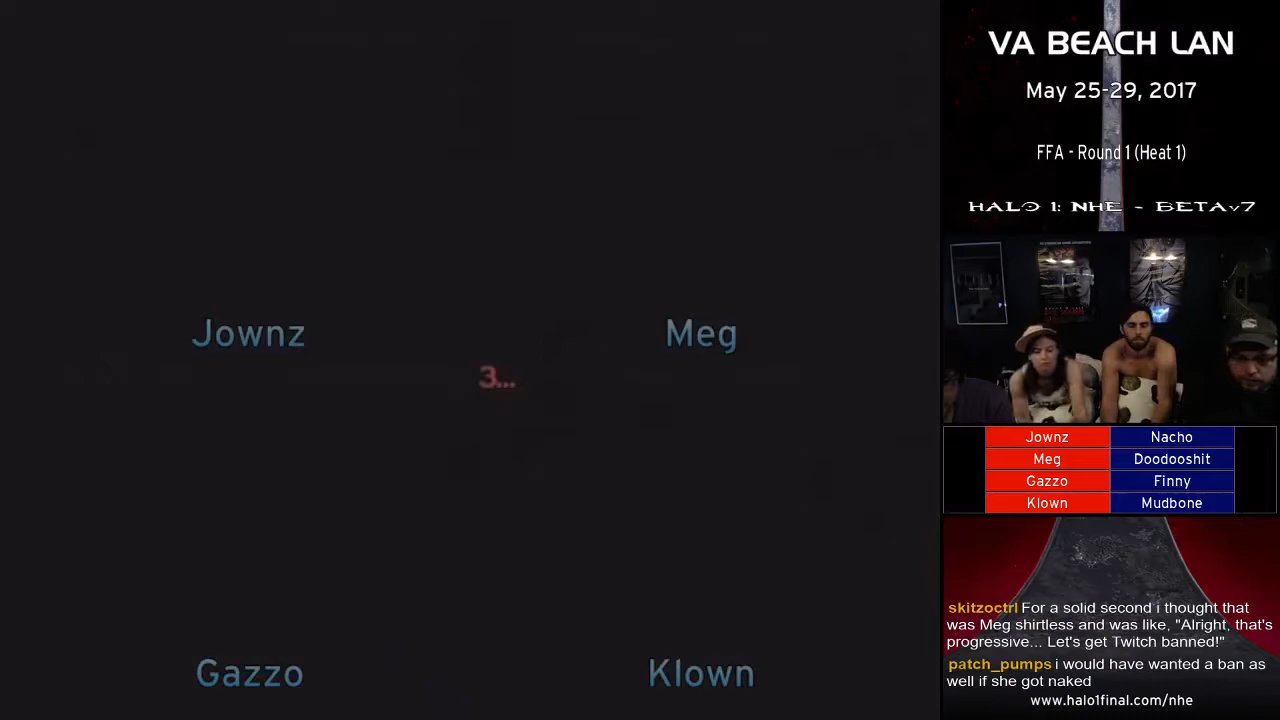 VA BEACH LAN
May 25-29, 2017
FFA - Round 1 (Heat 1)
HALO 1: NHE - BETAv7
Jownz
Meg
3...
Gazzo
Klown
Jownz Nacho
Meg Doodooshit
Gazzo Finny
Klown Mudbone
skitzoctrl For a solid second i thought that
was Meg shirtless and was like, "Alright, that's
progressive... Let's get Twitch banned!"
patch_pumps i would have wanted a ban as
well if she got naked
www.halo1final.com/nhe